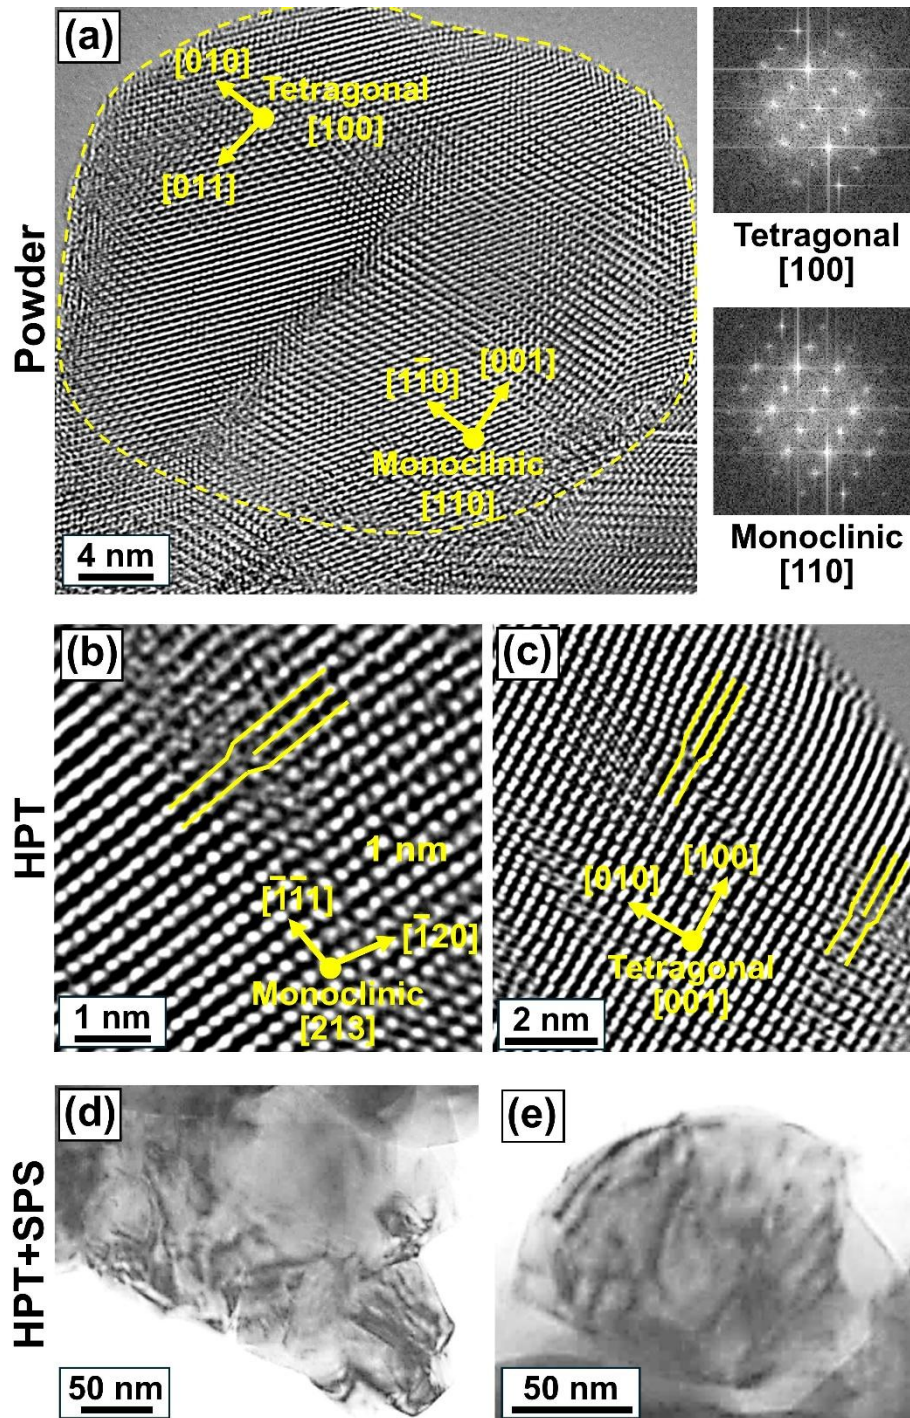 Powder
(a)
[010]
Tetragonal
[100]
[011]
[11̅0]
[001]
Monoclinic
[110]
4 nm
Tetragonal
[100]
Monoclinic
[110]
HPT
(b)
1 nm
[1̅1̅1]
[1̅20]
Monoclinic
[213]
1 nm
(c)
[010]
[100]
Tetragonal
[001]
2 nm
HPT+SPS
(d)
50 nm
(e)
50 nm